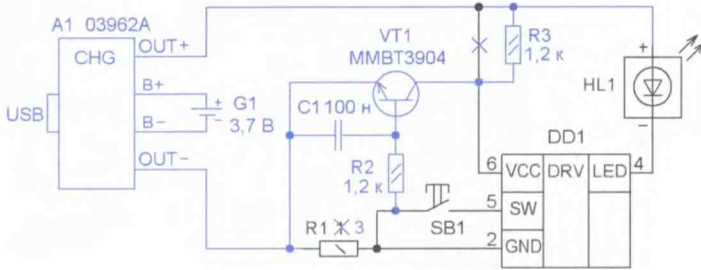 A1 03962A
CHG
OUT+
B+
B−
OUT−
USB
+
−
G1
3,7 В
VT1
MMBT3904
C1 100 н
R2
1,2 к
R3
1,2 к
+
HL1
−
DD1
6 VCC DRV LED 4
5 SW
2 GND
SB1
R1 1 3